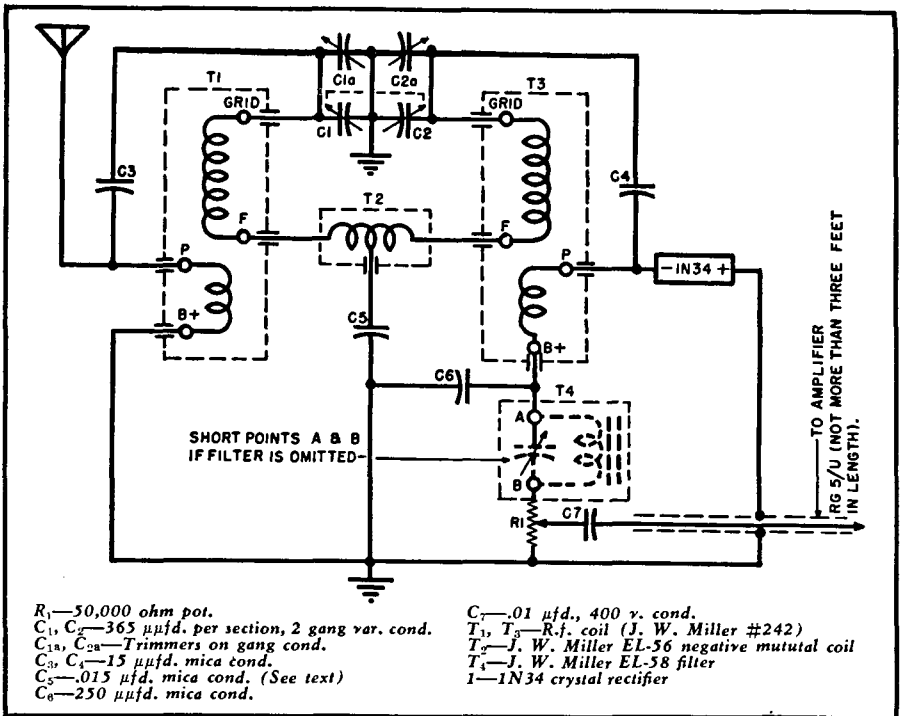 C1a
C2a
T1
T3
GRID
GRID
C1
C2
C3
C4
T2
F
F
P
P
−1N34 +
B+
C5
B+
C6
T4
A
SHORT POINTS A & B
IF FILTER IS OMITTED-
B
R1
C7
TO AMPLIFIER
RG 5/U (NOT MORE THAN THREE FEET
IN LENGTH).
R₁—50,000 ohm pot.
C₁, C₂—365 μμfd. per section, 2 gang var. cond.
C₁ₐ, C₂ₐ—Trimmers on gang cond.
C₃, C₄—15 μμfd. mica cond.
C₅—.015 μfd. mica cond. (See text)
C₆—250 μμfd. mica cond.
C₇—.01 μfd., 400 v. cond.
T₁, T₃—R.f. coil (J. W. Miller #242)
T₂—J. W. Miller EL-56 negative mututal coil
T₄—J. W. Miller EL-58 filter
1—1N34 crystal rectifier